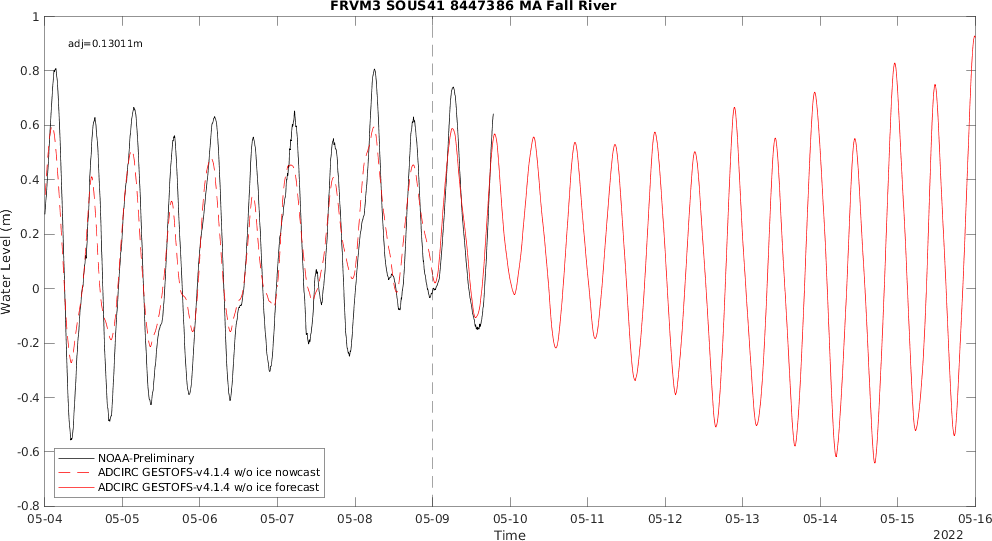 FRVM3 SOUS41 8447386 MA Fall River
adj=0.13011m
1
0.8
0.6
0.4
0.2
0
-0.2
-0.4
-0.6
-0.8
Water Level (m)
NOAA-Preliminary
ADCIRC GESTOFS-v4.1.4 w/o ice nowcast
ADCIRC GESTOFS-v4.1.4 w/o ice forecast
05-04 05-05 05-06 05-07 05-08 05-09 05-10 05-11 05-12 05-13 05-14 05-15 05-16
Time
2022